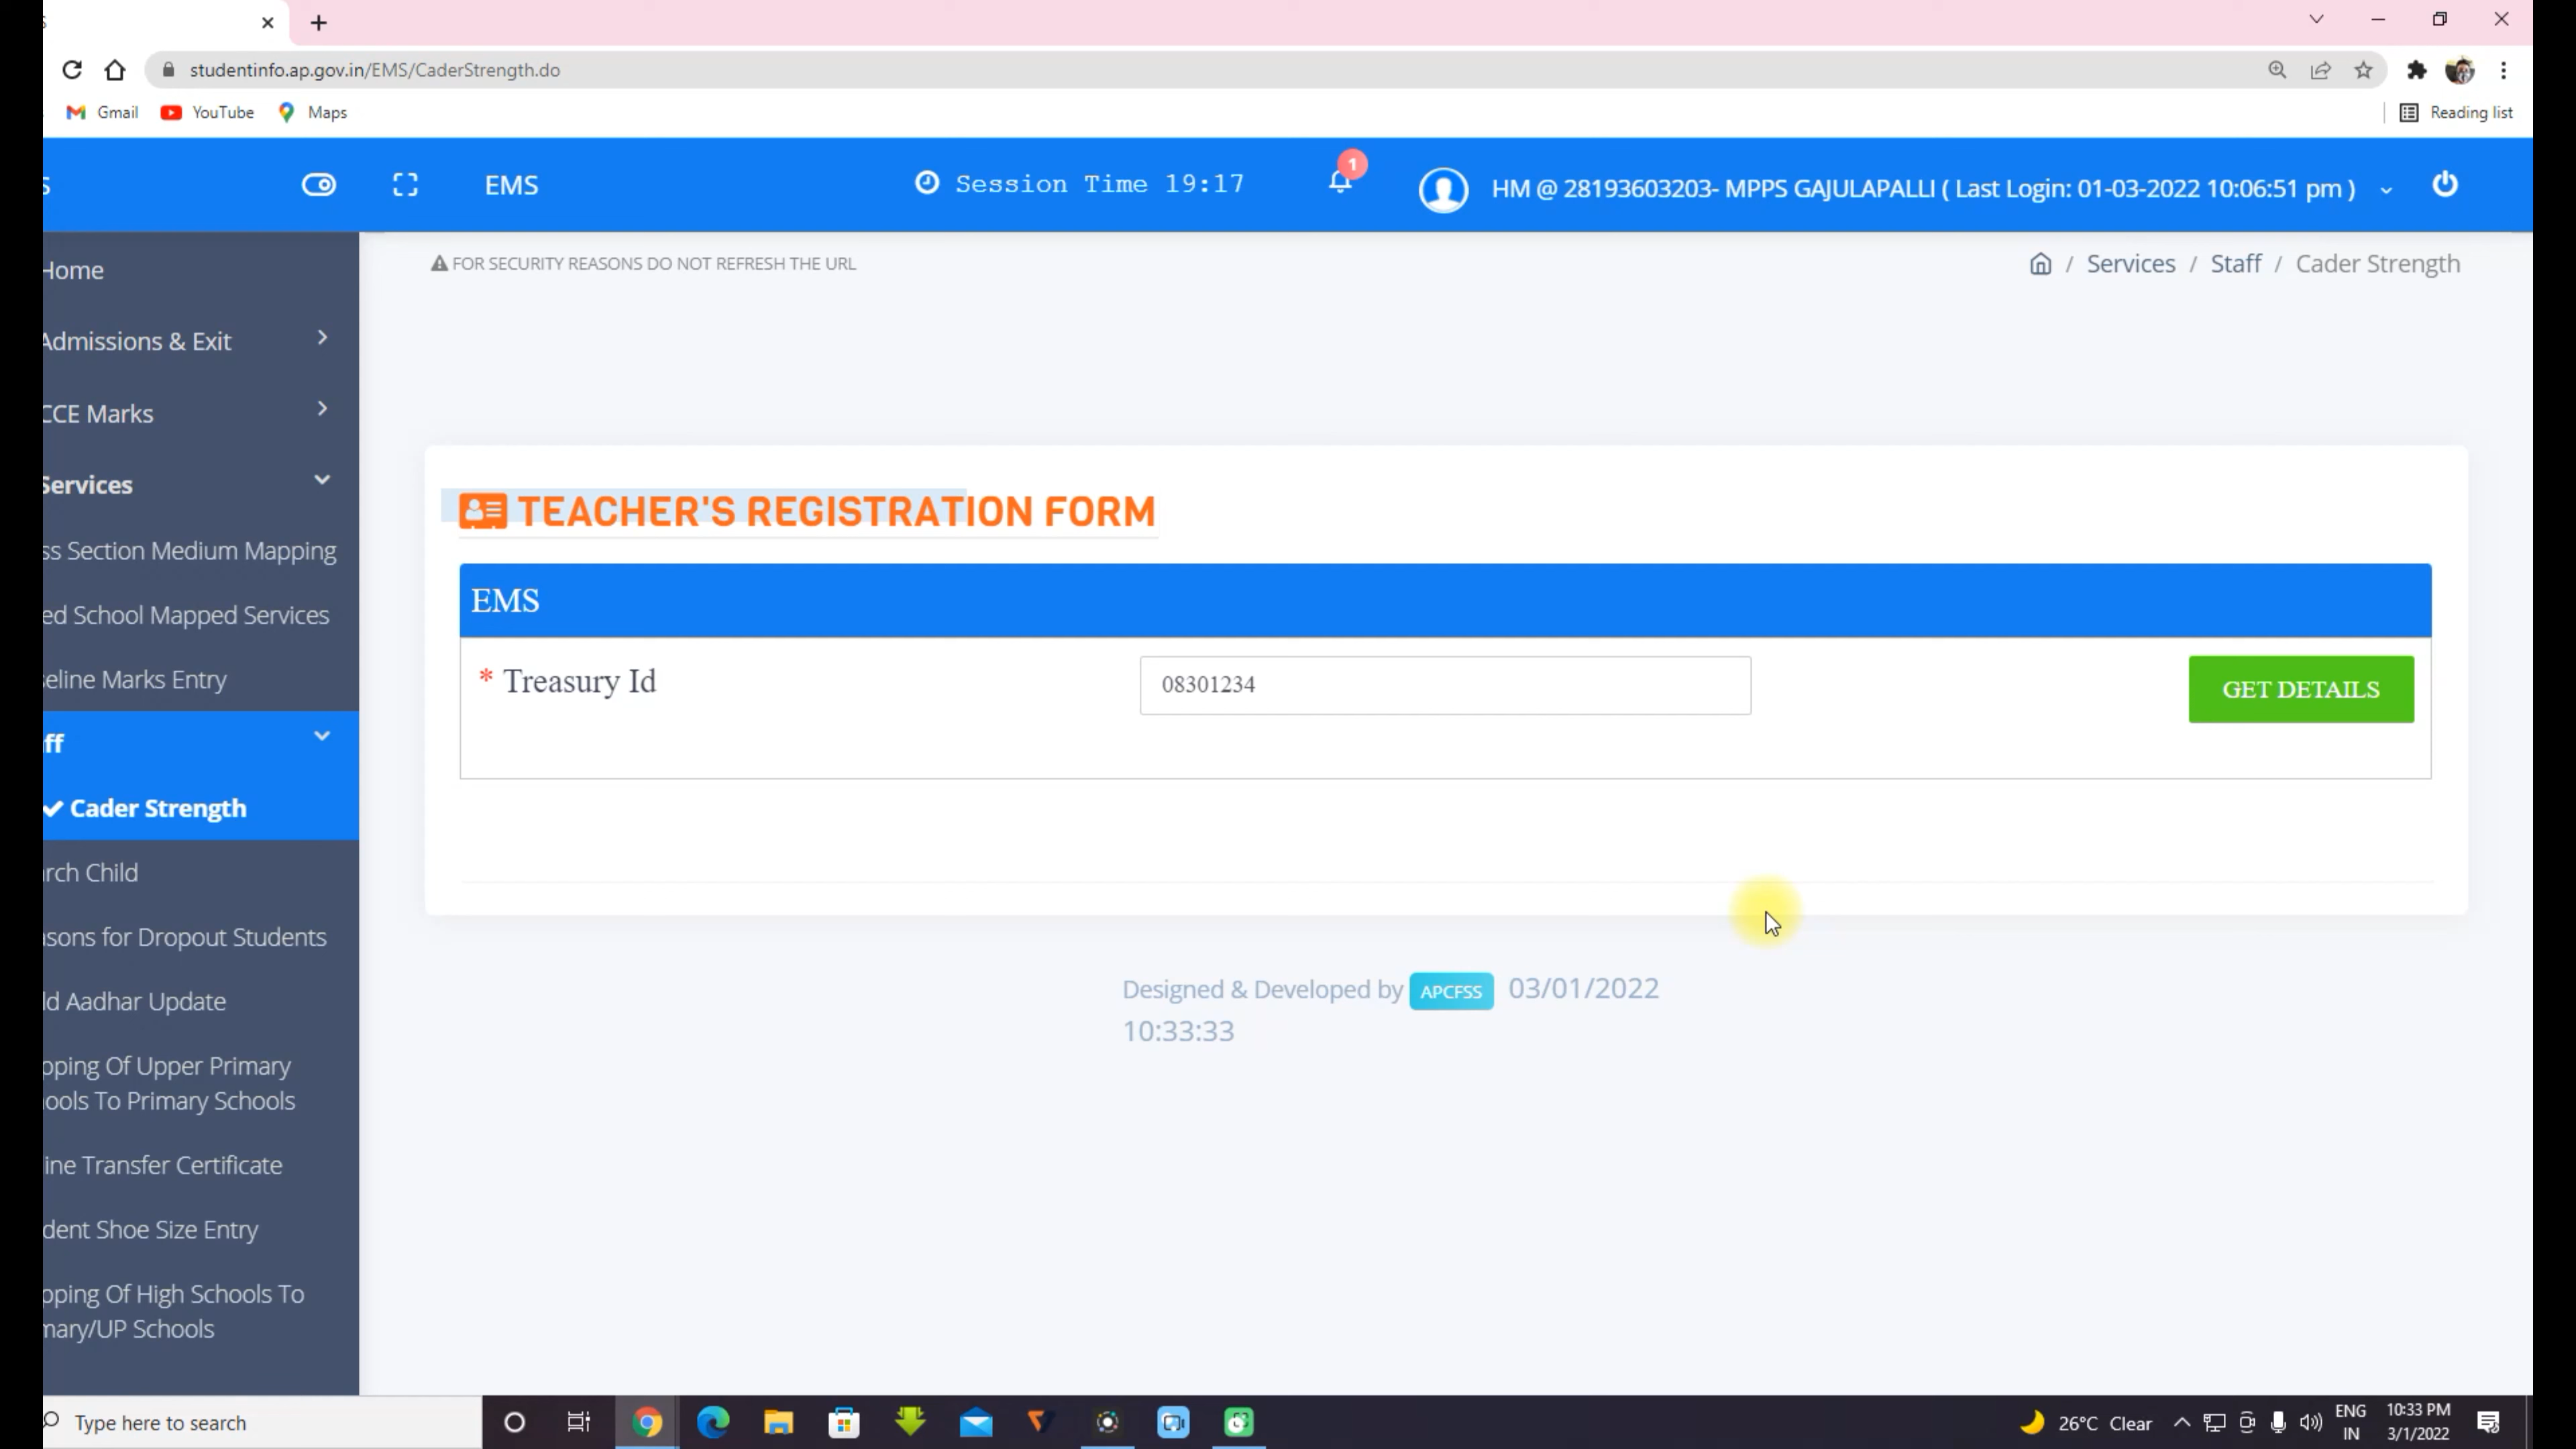 S
studentinfo.ap.gov.in/EMS/CaderStrength.do
Gmail YouTube Maps Reading list
S EMS Session Time 19:17 1 HM @ 28193603203- MPPS GAJULAPALLI ( Last Login: 01-03-2022 10:06:51 pm )
FOR SECURITY REASONS DO NOT REFRESH THE URL
/ Services / Staff / Cader Strength
Home
Admissions & Exit
CCE Marks
Services
ss Section Medium Mapping
ed School Mapped Services
seline Marks Entry
ff
Cader Strength
arch Child
asons for Dropout Students
ld Aadhar Update
pping Of Upper Primary
ools To Primary Schools
ine Transfer Certificate
dent Shoe Size Entry
pping Of High Schools To
mary/UP Schools
TEACHER'S REGISTRATION FORM
EMS
* Treasury Id 08301234 GET DETAILS
Designed & Developed by APCFSS 03/01/2022
10:33:33
Type here to search
26°C Clear
ENG
IN
10:33 PM
3/1/2022